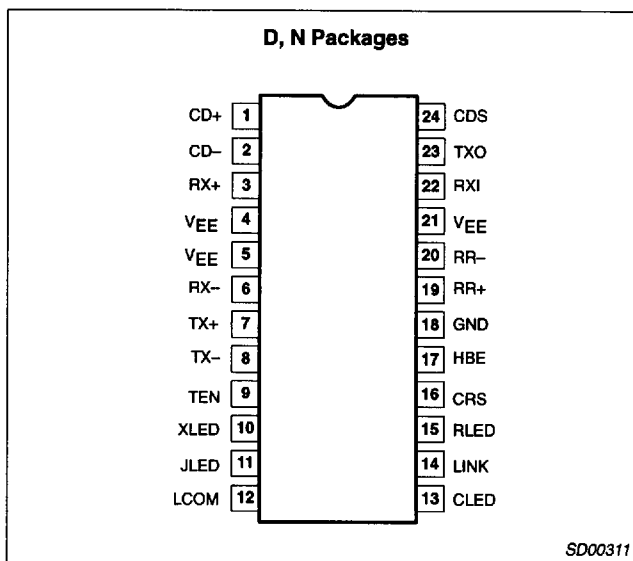 D, N Packages
CD+ 1 24 CDS
CD– 2 23 TXO
RX+ 3 22 RXI
VEE 4 21 VEE
VEE 5 20 RR–
RX– 6 19 RR+
TX+ 7 18 GND
TX– 8 17 HBE
TEN 9 16 CRS
XLED 10 15 RLED
JLED 11 14 LINK
LCOM 12 13 CLED
SD00311